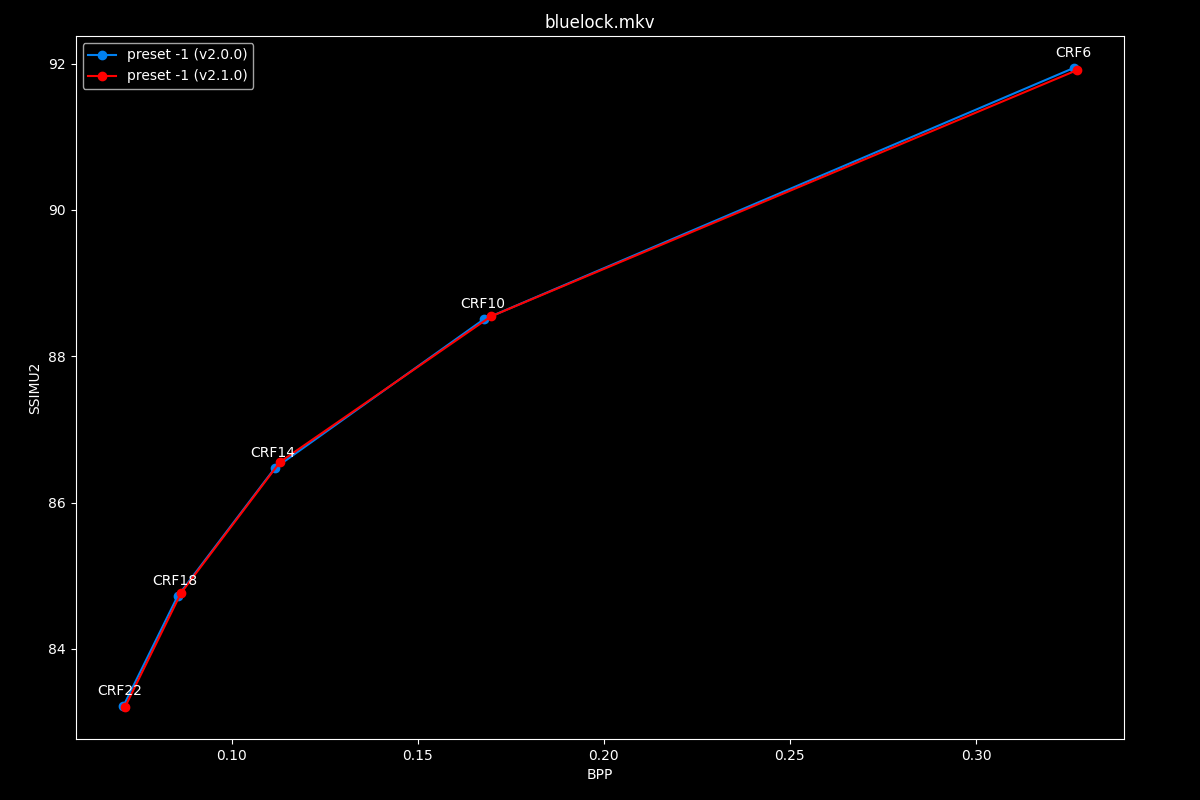 bluelock.mkv
preset -1 (v2.0.0)
preset -1 (v2.1.0)
CRF6
CRF10
CRF14
CRF18
CRF22
92
90
88
86
84
SSIMU2
0.10
0.15
0.20
0.25
0.30
BPP